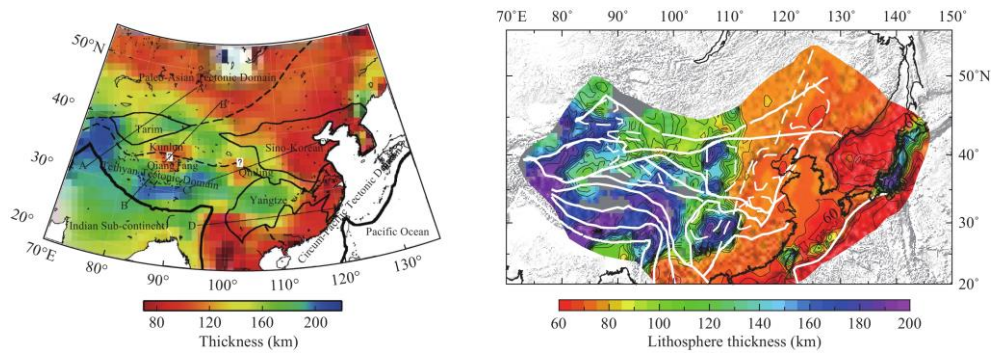 50°N
40°
30°
20°
70°E
80°
90°
100°
110°
120°
130°
Paleo-Asian Tectonic Domain
B'
Tarim
Kunlun
?
?
A
QiangTang
Sino-Korean
Qinling
Tethyan Tectonic Domain
Yangtze
B
C
D
Indian Sub-continent
Circum-Pacific Tectonic Domain
Pacific Ocean
80
120
160
200
Thickness (km)
70°E 80° 90° 100° 110° 120° 130° 140° 150°
50°N
40°
30°
20°
60
60 80 100 120 140 160 180 200
Lithosphere thickness (km)